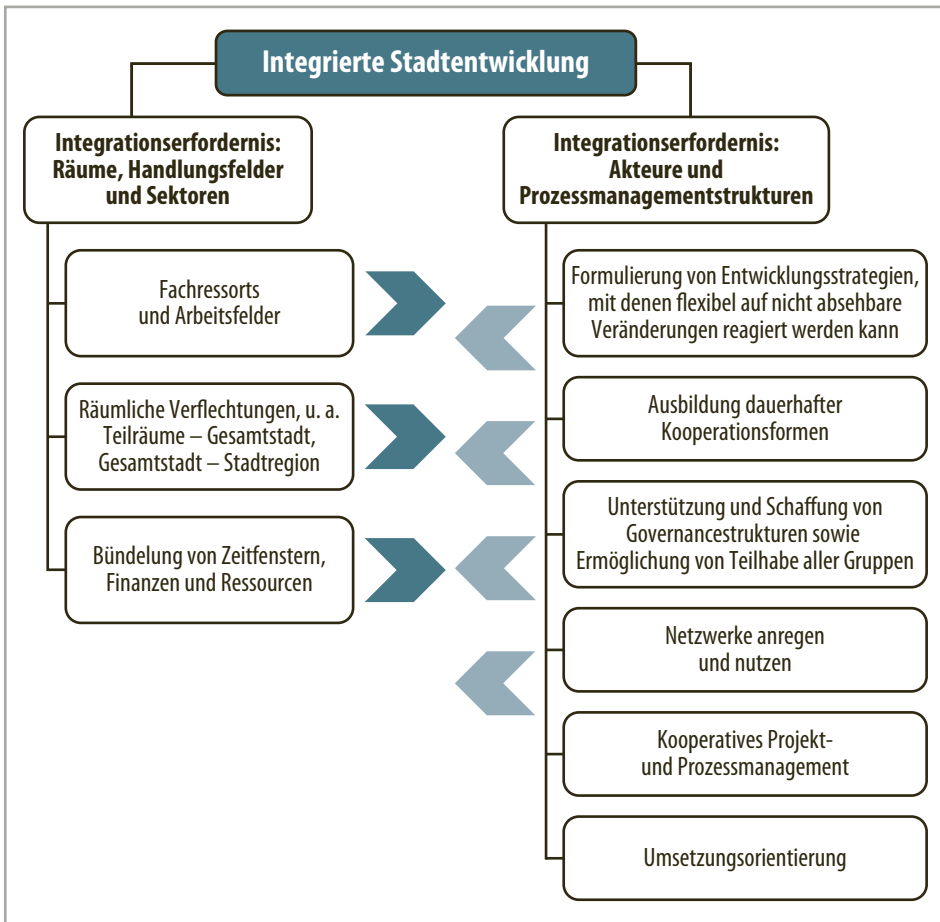 Integrierte Stadtentwicklung
Integrationserfordernis:
Räume, Handlungsfelder
und Sektoren
Fachressorts
und Arbeitsfelder
Räumliche Verflechtungen, u. a.
Teilräume – Gesamtstadt,
Gesamtstadt – Stadtregion
Bündelung von Zeitfenstern,
Finanzen und Ressourcen
Integrationserfordernis:
Akteure und
Prozessmanagementstrukturen
Formulierung von Entwicklungsstrategien,
mit denen flexibel auf nicht absehbare
Veränderungen reagiert werden kann
Ausbildung dauerhafter
Kooperationsformen
Unterstützung und Schaffung von
Governancestrukturen sowie
Ermöglichung von Teilhabe aller Gruppen
Netzwerke anregen
und nutzen
Kooperatives Projekt-
und Prozessmanagement
Umsetzungsorientierung